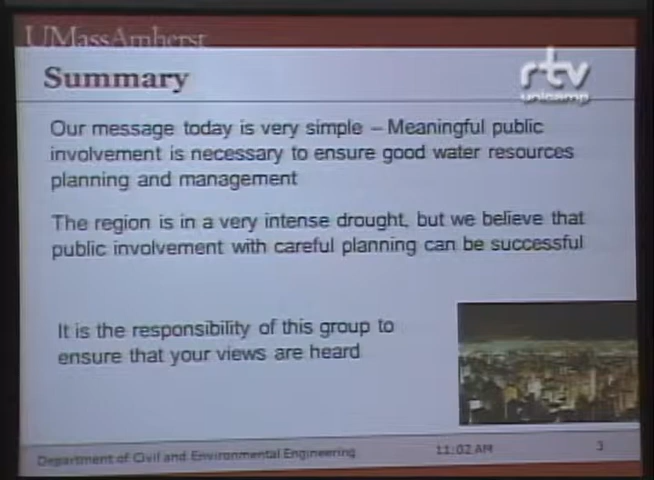 UMassAmherst
Summary
rtv
unicamp
Our message today is very simple – Meaningful public
involvement is necessary to ensure good water resources
planning and management
The region is in a very intense drought, but we believe that
public involvement with careful planning can be successful
It is the responsibility of this group to
ensure that your views are heard
Department of Civil and Environmental Engineering
11:02 AM
3